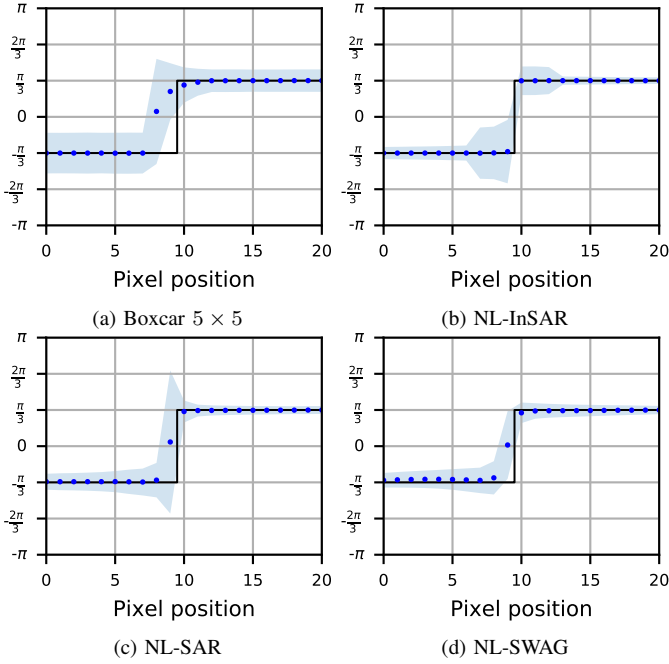 π π
2π/3 2π/3
π/3 π/3
0 0
-π/3 -π/3
-2π/3 -2π/3
-π -π
0 5 10 15 20 0 5 10 15 20
Pixel position Pixel position
(a) Boxcar 5 × 5 (b) NL-InSAR
π π
2π/3 2π/3
π/3 π/3
0 0
-π/3 -π/3
-2π/3 -2π/3
-π -π
0 5 10 15 20 0 5 10 15 20
Pixel position Pixel position
(c) NL-SAR (d) NL-SWAG